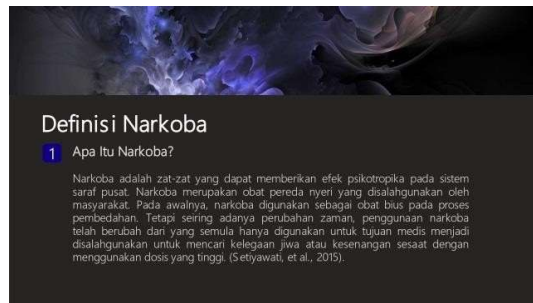 Definisi Narkoba
1 Apa Itu Narkoba?
Narkoba adalah zat-zat yang dapat memberikan efek psikotropika pada sistem
saraf pusat. Narkoba merupakan obat pereda nyeri yang disalahgunakan oleh
masyarakat. Pada awalnya, narkoba digunakan sebagai obat bius pada proses
pembedahan. Tetapi seiring adanya perubahan zaman, penggunaan narkoba
telah berubah dari yang semula hanya digunakan untuk tujuan medis menjadi
disalahgunakan untuk mencari kelegaan jiwa atau kesenangan sesaat dengan
menggunakan dosis yang tinggi. (Setiyawati, et al., 2015).